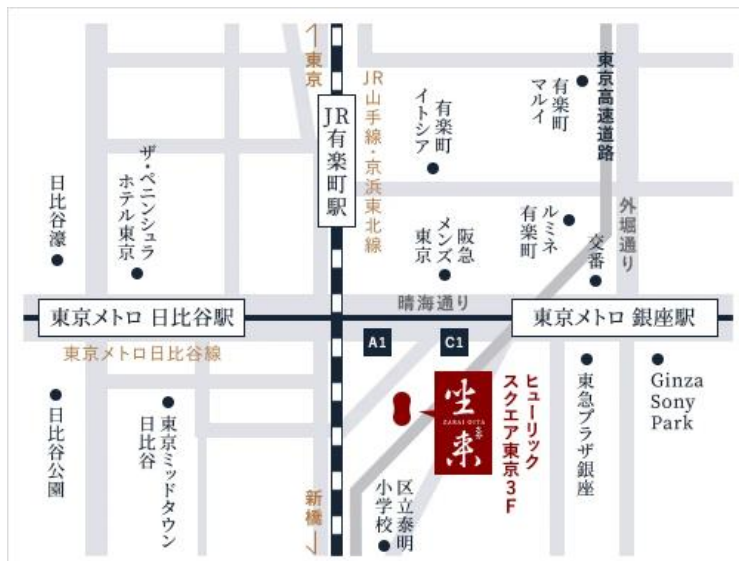 東京
JR有楽町駅
JR
山手線・京浜東北線
有楽町
イトシア
有楽町
マルイ
東京高速道路
ザ・ペニンシュラ
ホテル東京
日比谷濠
阪急
メンズ
東京
ルミネ
有楽町
交番
外堀通り
晴海通り
東京メトロ 日比谷駅
東京メトロ 銀座駅
東京メトロ日比谷線
A1
C1
坐来
ZARAI OITA
ヒューリック
スクエア東京3F
東急プラザ銀座
Ginza
Sony
Park
日比谷公園
東京ミッドタウン
日比谷
新橋
区立泰明
小学校